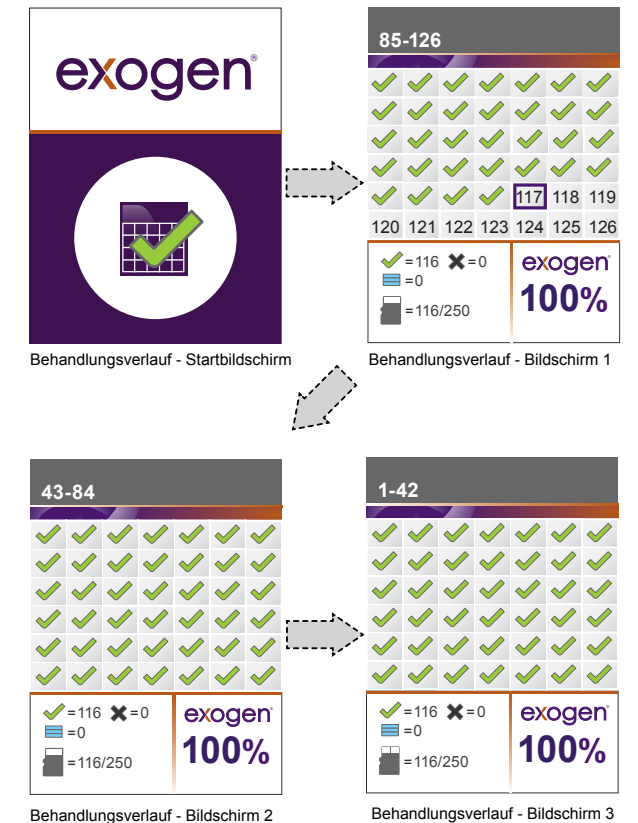 exogen®
Behandlungsverlauf - Startbildschirm
85-126
117 118 119
120 121 122 123 124 125 126
=116 =0
=0
=116/250
exogen
100%
Behandlungsverlauf - Bildschirm 1
43-84
=116 =0
=0
=116/250
exogen
100%
Behandlungsverlauf - Bildschirm 2
1-42
=116 =0
=0
=116/250
exogen
100%
Behandlungsverlauf - Bildschirm 3